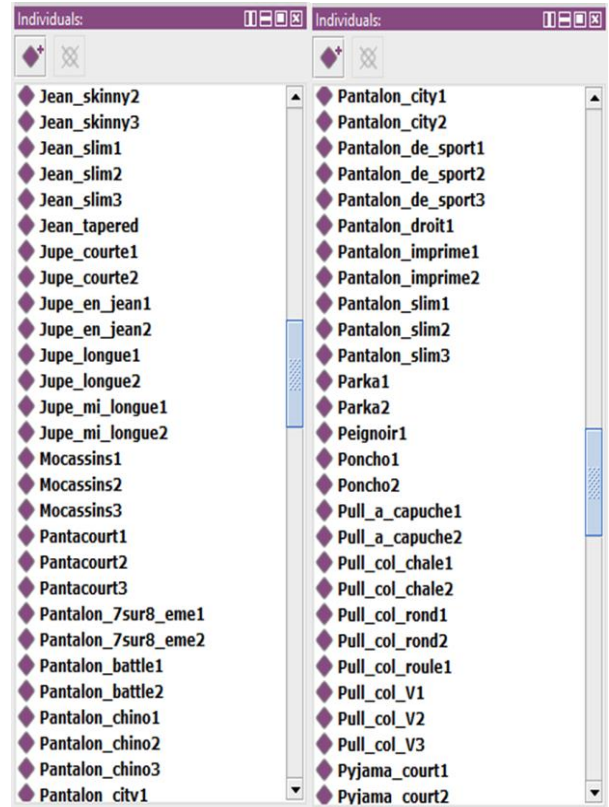 Individuals:
Jean_skinny2
Jean_skinny3
Jean_slim1
Jean_slim2
Jean_slim3
Jean_tapered
Jupe_courte1
Jupe_courte2
Jupe_en_jean1
Jupe_en_jean2
Jupe_longue1
Jupe_longue2
Jupe_mi_longue1
Jupe_mi_longue2
Mocassins1
Mocassins2
Mocassins3
Pantacourt1
Pantacourt2
Pantacourt3
Pantalon_7sur8_eme1
Pantalon_7sur8_eme2
Pantalon_battle1
Pantalon_battle2
Pantalon_chino1
Pantalon_chino2
Pantalon_chino3
Pantalon_city1
Individuals:
Pantalon_city1
Pantalon_city2
Pantalon_de_sport1
Pantalon_de_sport2
Pantalon_de_sport3
Pantalon_droit1
Pantalon_imprime1
Pantalon_imprime2
Pantalon_slim1
Pantalon_slim2
Pantalon_slim3
Parka1
Parka2
Peignoir1
Poncho1
Poncho2
Pull_a_capuche1
Pull_a_capuche2
Pull_col_chale1
Pull_col_chale2
Pull_col_rond1
Pull_col_rond2
Pull_col_roule1
Pull_col_V1
Pull_col_V2
Pull_col_V3
Pyjama_court1
Pyjama_court2